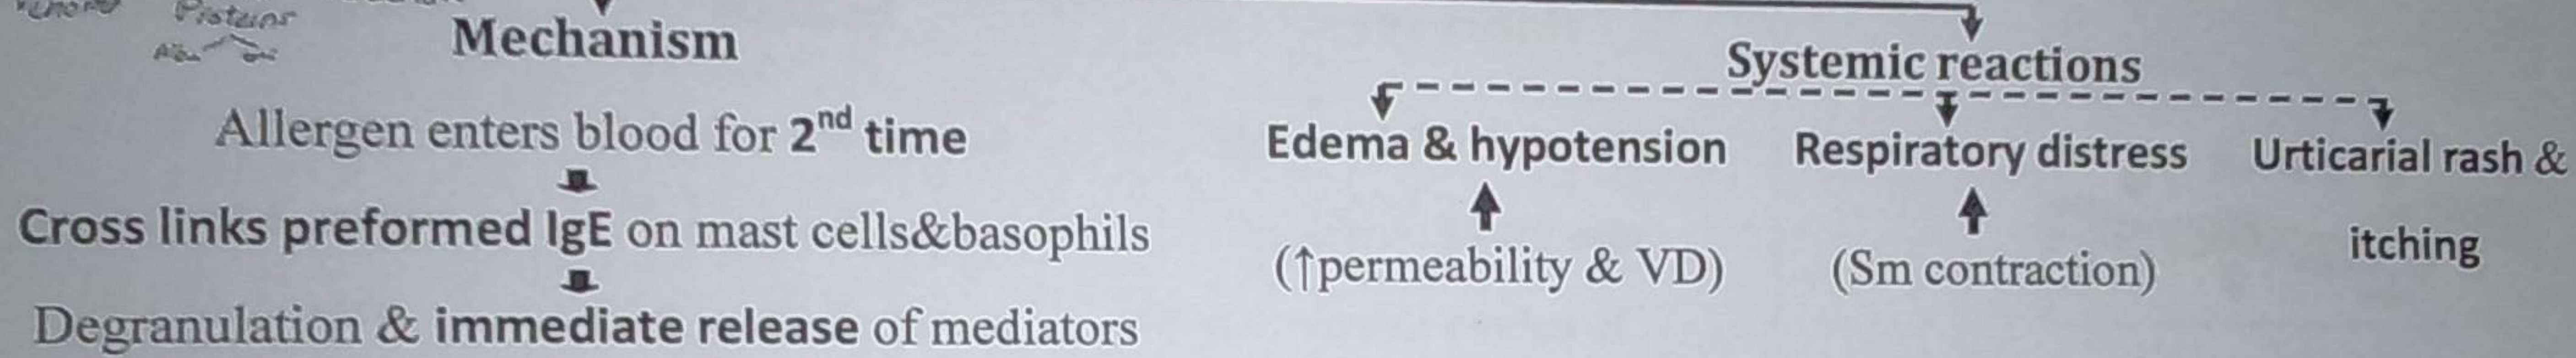 Proteins
Mechanism
Allergen enters blood for 2nd time
Cross links preformed IgE on mast cells&basophils
Degranulation & immediate release of mediators
Systemic reactions
Edema & hypotension
(↑permeability & VD)
Respiratory distress
(Sm contraction)
Urticarial rash &
itching